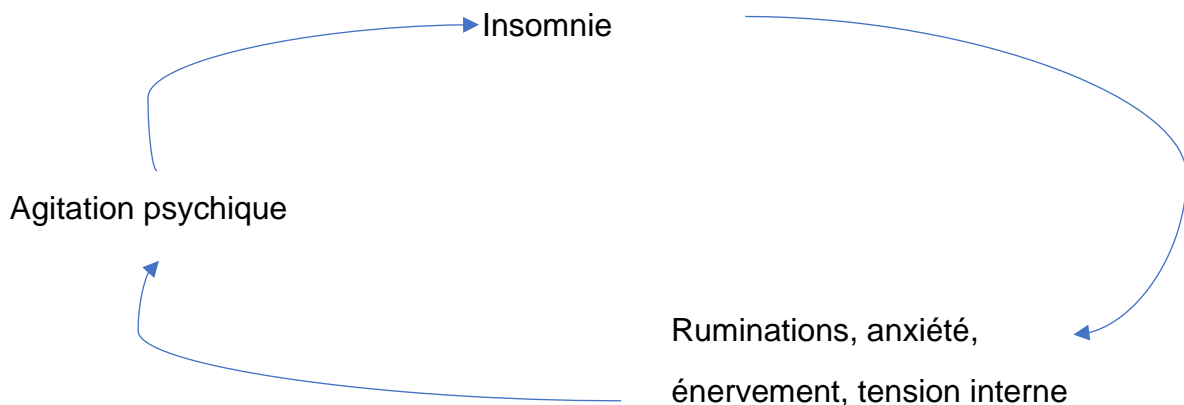 Insomnie
Agitation psychique
Ruminations, anxiété,
énervement, tension interne